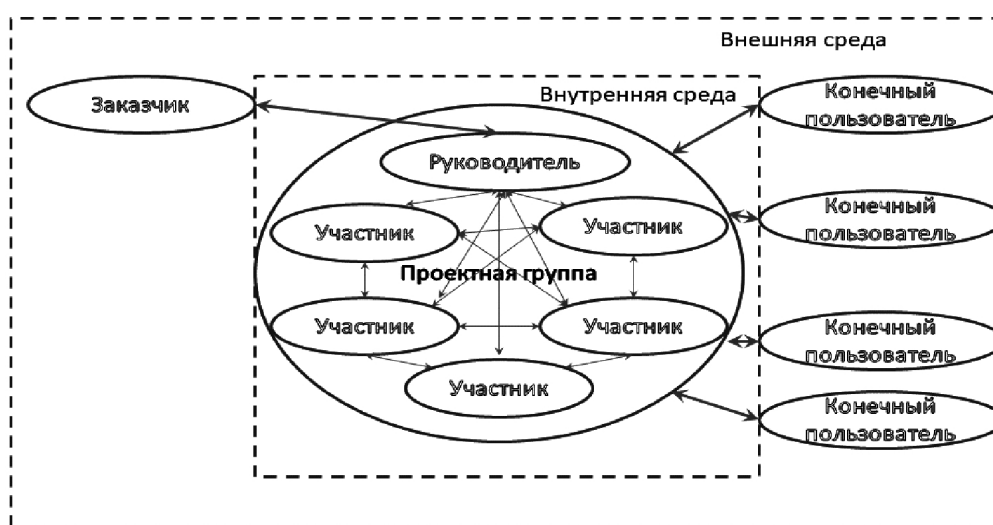 Внешняя среда
Заказчик
Внутренняя среда
Конечный
пользователь
Руководитель
Участник
Участник
Конечный
пользователь
Проектная группа
Участник
Участник
Конечный
пользователь
Участник
Конечный
пользователь